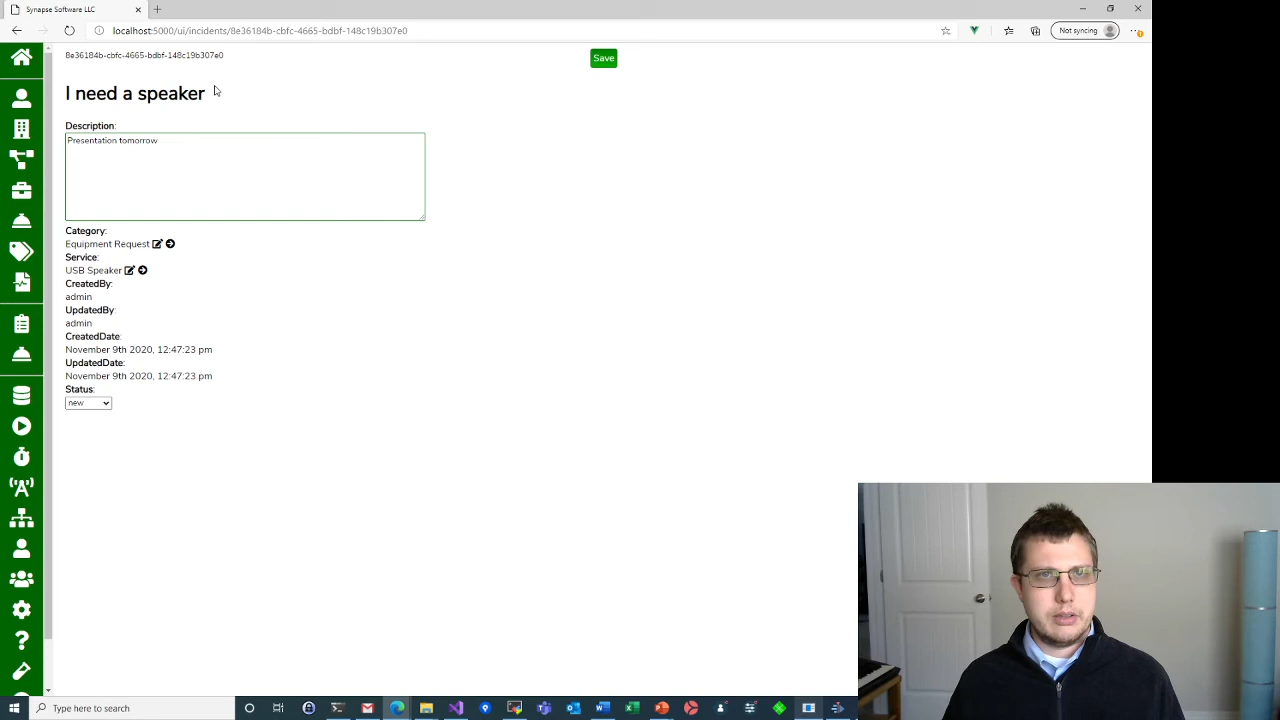 Synapse Software LLC
localhost:5000/ui/incidents/8e36184b-cbfc-4665-bdbf-148c19b307e0
Not syncing
8e36184b-cbfc-4665-bdbf-148c19b307e0
Save
I need a speaker
Description:
Presentation tomorrow
Category:
Equipment Request
Service:
USB Speaker
CreatedBy:
admin
UpdatedBy:
admin
CreatedDate:
November 9th 2020, 12:47:23 pm
UpdatedDate:
November 9th 2020, 12:47:23 pm
Status:
new
Type here to search